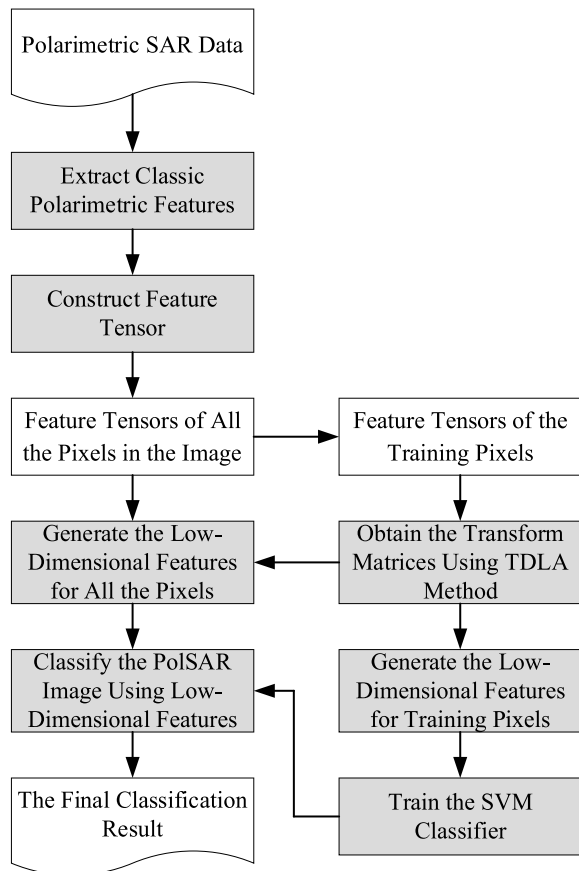 Polarimetric SAR Data
Extract Classic
Polarimetric Features
Construct Feature
Tensor
Feature Tensors of All
the Pixels in the Image
Feature Tensors of the
Training Pixels
Generate the Low-
Dimensional Features
for All the Pixels
Obtain the Transform
Matrices Using TDLA
Method
Classify the PolSAR
Image Using Low-
Dimensional Features
Generate the Low-
Dimensional Features
for Training Pixels
The Final Classification
Result
Train the SVM
Classifier